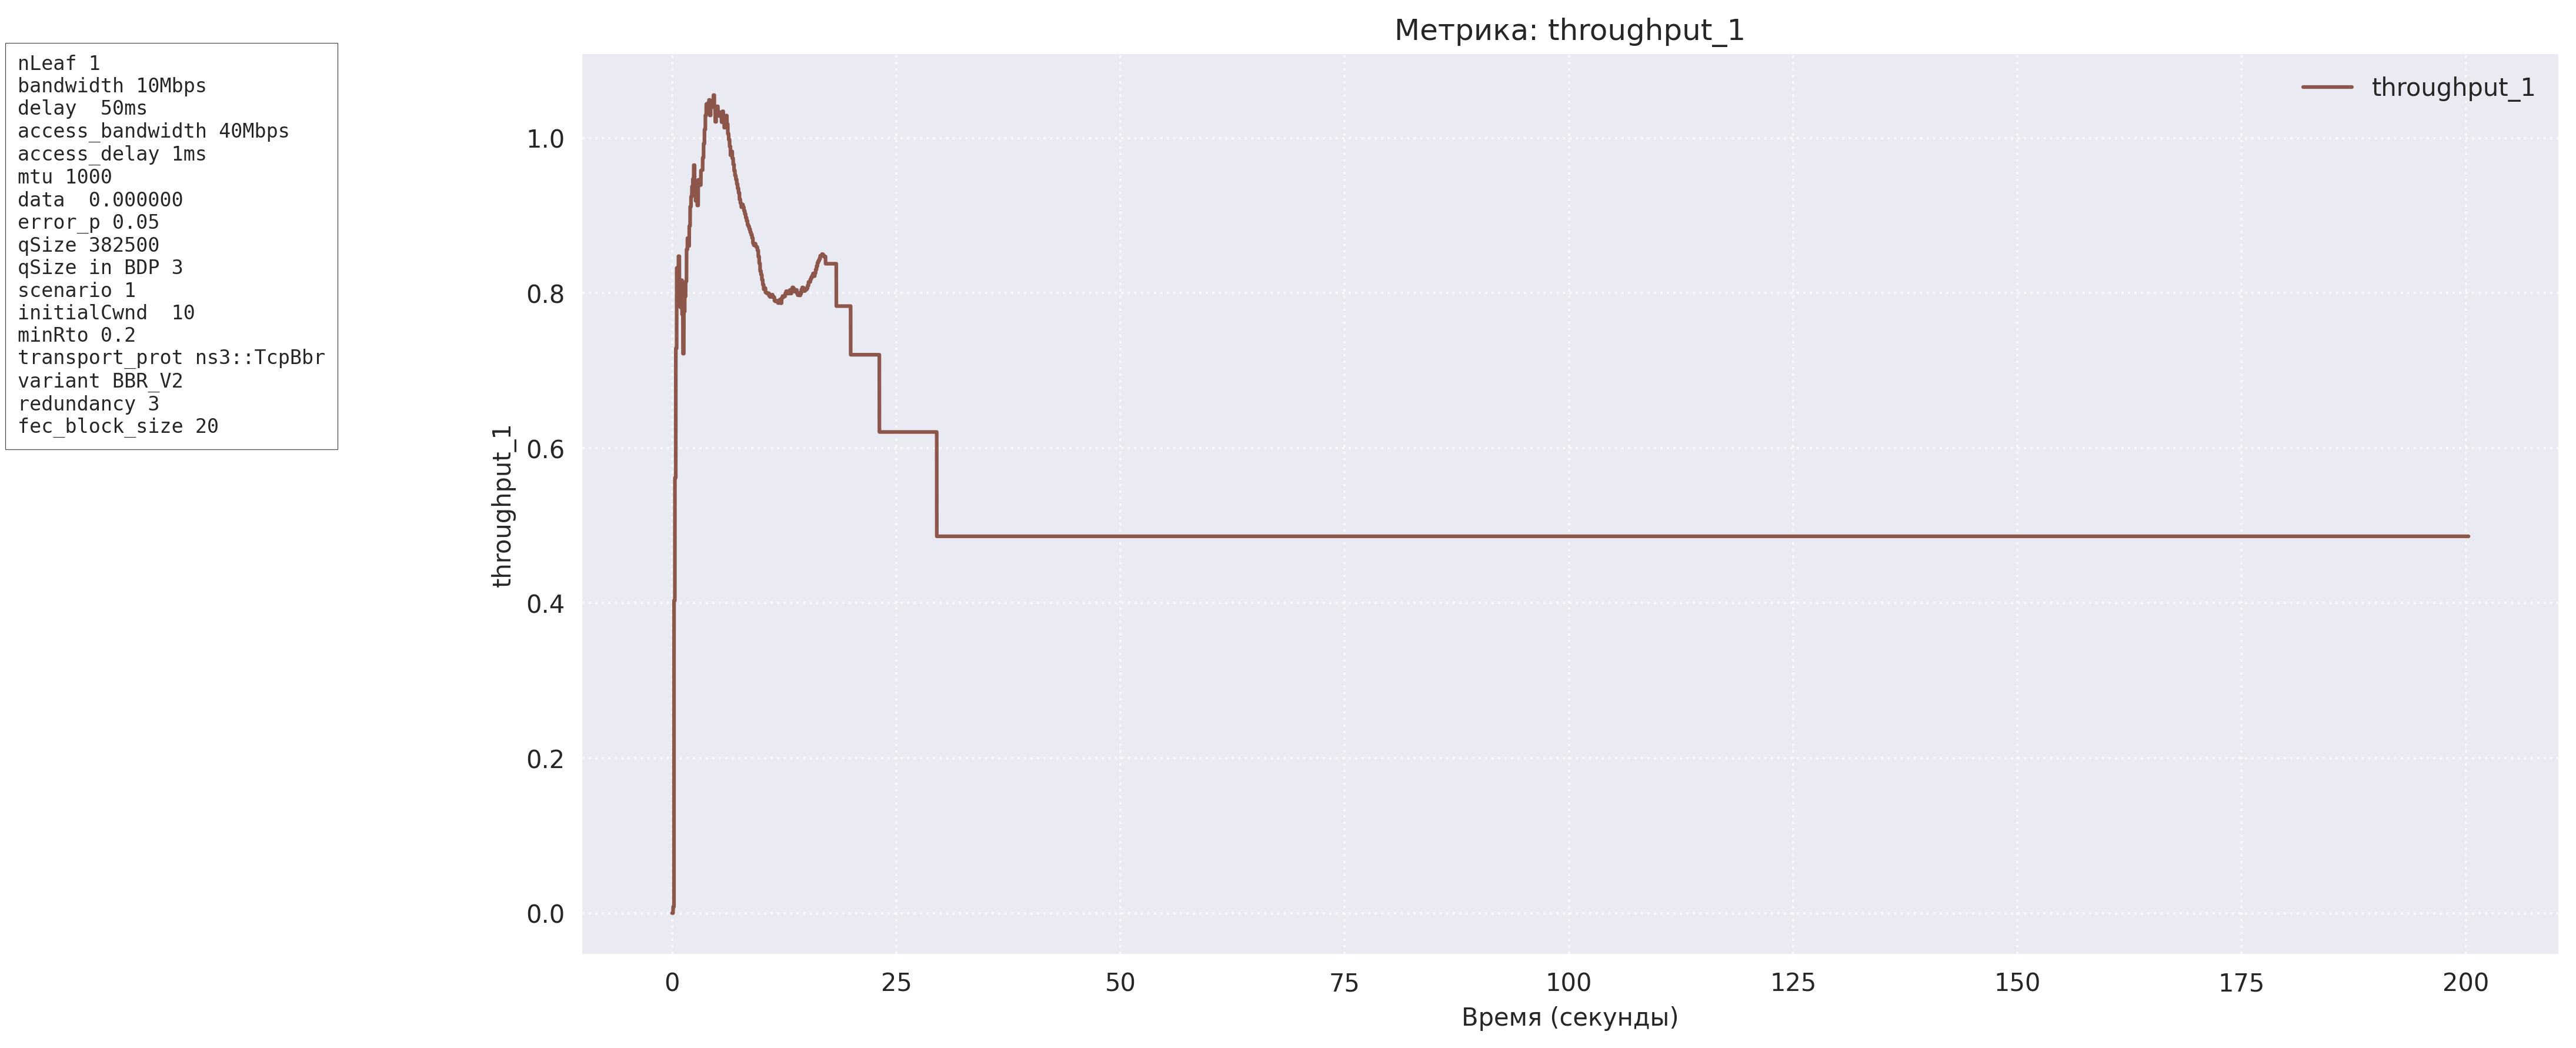 Метрика: throughput_1
nLeaf 1
bandwidth 10Mbps
delay  50ms
access_bandwidth 40Mbps
access_delay 1ms
mtu 1000
data  0.000000
error_p 0.05
qSize 382500
qSize in BDP 3
scenario 1
initialCwnd  10
minRto 0.2
transport_prot ns3::TcpBbr
variant BBR_V2
redundancy 3
fec_block_size 20
throughput_1
throughput_1
1.0
0.8
0.6
0.4
0.2
0.0
0 25 50 75 100 125 150 175 200
Время (секунды)